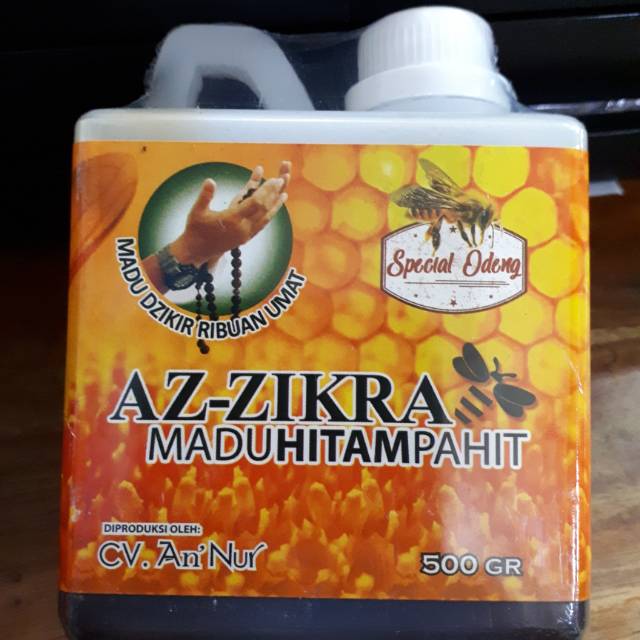 MADU DZIKIR RIBUAN UMAT
Special Odeng
AZ-ZIKRA
MADUHITAMPAHIT
DIPRODUKSI OLEH:
CV. An'Nur
500 GR